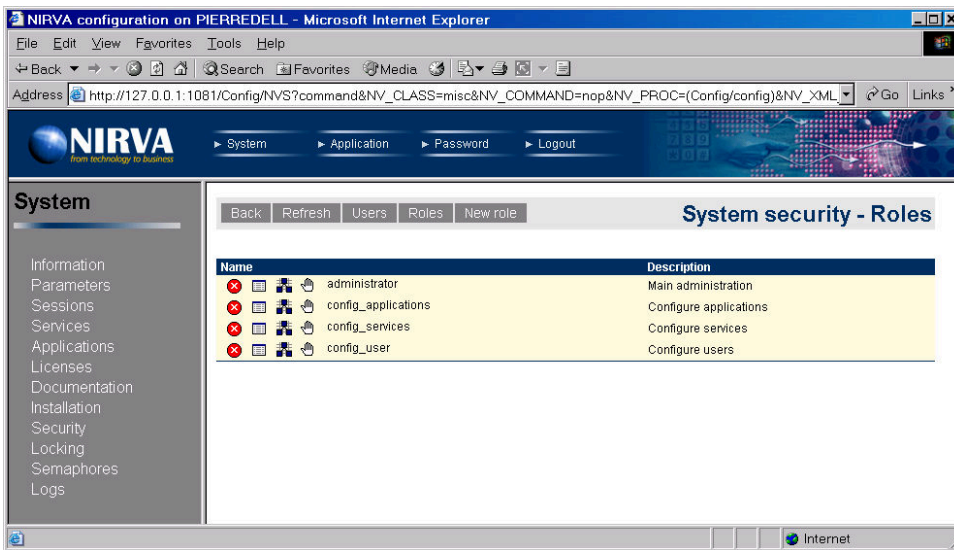 NIRVA configuration on PIERREDELL - Microsoft Internet Explorer
File Edit View Favorites Tools Help
Back Search Favorites Media
Address http://127.0.0.1:1081/Config/NVS?command&NV_CLASS=misc&NV_COMMAND=nop&NV_PROC=(Config/config)&NV_XML_ Go Links
NIRVA
from technology to business
System Application Password Logout
System
Information
Parameters
Sessions
Services
Applications
Licenses
Documentation
Installation
Security
Locking
Semaphores
Logs
Back Refresh Users Roles New role
System security - Roles
Name Description
administrator Main administration
config_applications Configure applications
config_services Configure services
config_user Configure users
Internet